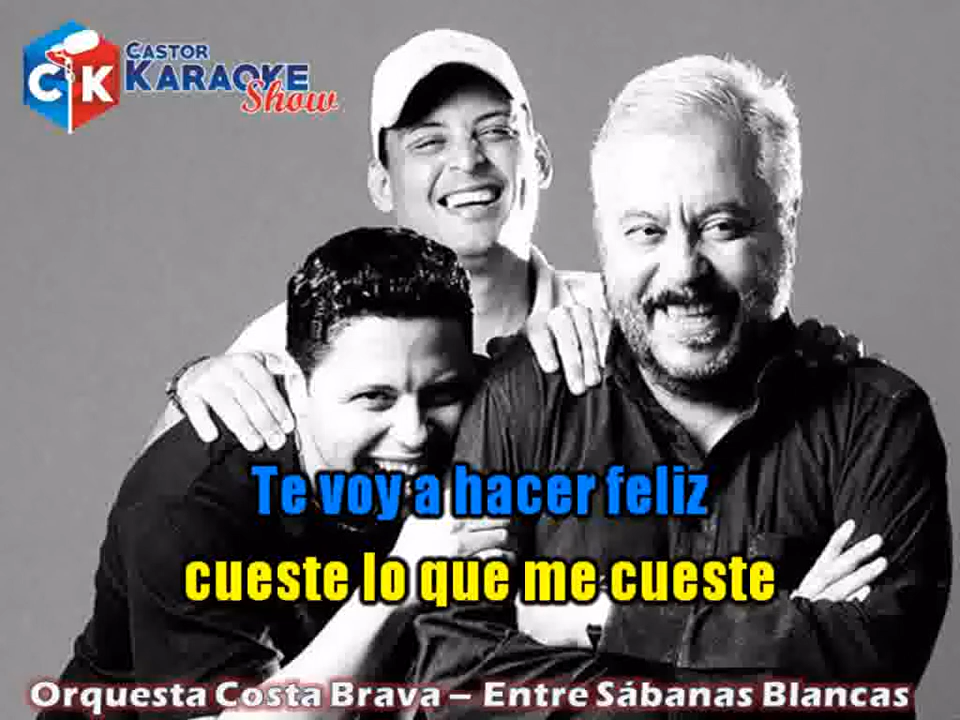 CK CASTOR
KARAOKE
Show
Te voy a hacer feliz
cueste lo que me cueste
Orquesta Costa Brava – Entre Sábanas Blancas